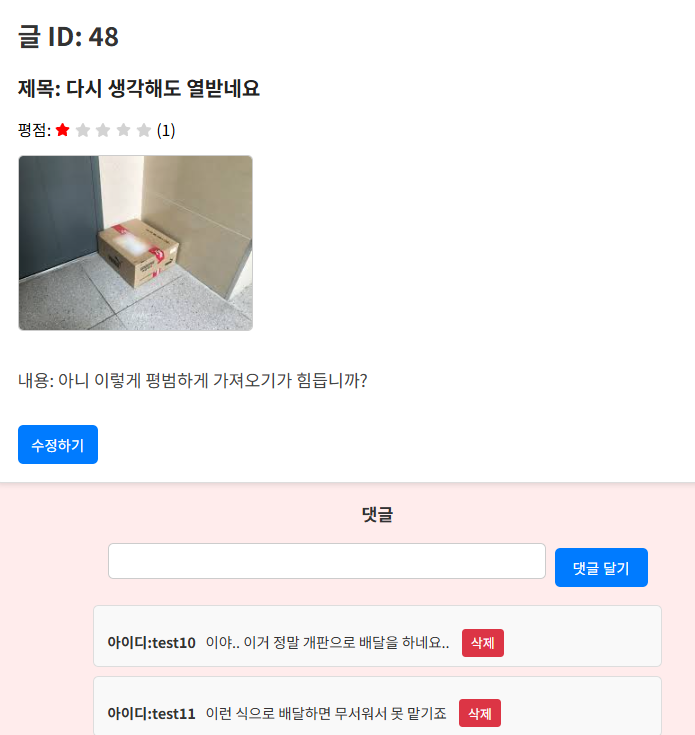 글 ID: 48
제목: 다시 생각해도 열받네요
평점: (1)
내용: 아니 이렇게 평범하게 가져오기가 힘듭니까?
수정하기
댓글
댓글 달기
아이디:test10 이야.. 이거 정말 개판으로 배달을 하네요.. 삭제
아이디:test11 이런 식으로 배달하면 무서워서 못 맡기죠 삭제